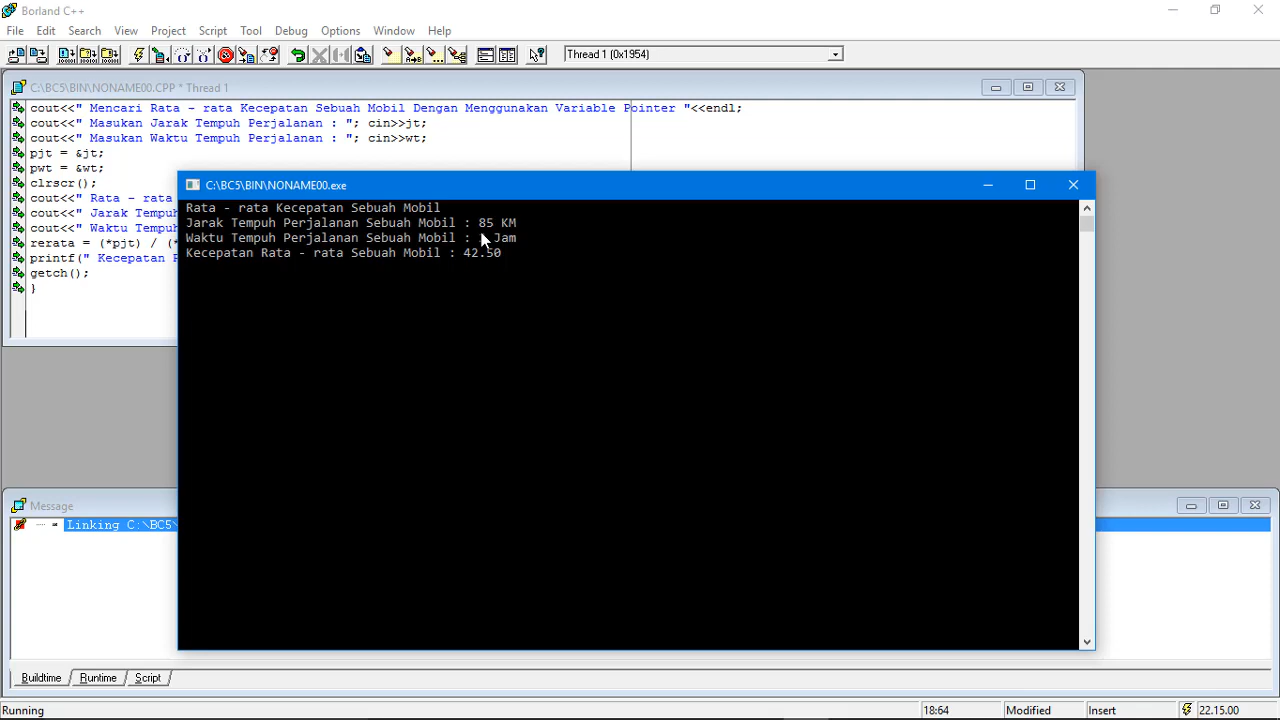 Borland C++
File Edit Search View Project Script Tool Debug Options Window Help
Thread 1 (0x1954)
C:\BC5\BIN\NONAME00.CPP * Thread 1
cout<<" Mencari Rata - rata Kecepatan Sebuah Mobil Dengan Menggunakan Variable Pointer "<<endl;
cout<<" Masukan Jarak Tempuh Perjalanan : "; cin>>jt;
cout<<" Masukan Waktu Tempuh Perjalanan : "; cin>>wt;
pjt = &jt;
pwt = &wt;
clrscr();
cout<<" Rata - rata
cout<<" Jarak Tempuh
cout<<" Waktu Tempuh
rerata = (*pjt) / (*
printf(" Kecepatan R
getch();
}
C:\BC5\BIN\NONAME00.exe
Rata - rata Kecepatan Sebuah Mobil
Jarak Tempuh Perjalanan Sebuah Mobil : 85 KM
Waktu Tempuh Perjalanan Sebuah Mobil : Jam
Kecepatan Rata - rata Sebuah Mobil : 42.50
Message
Linking C:\BC5\
Buildtime Runtime Script
Running 18:64 Modified Insert 22.15.00